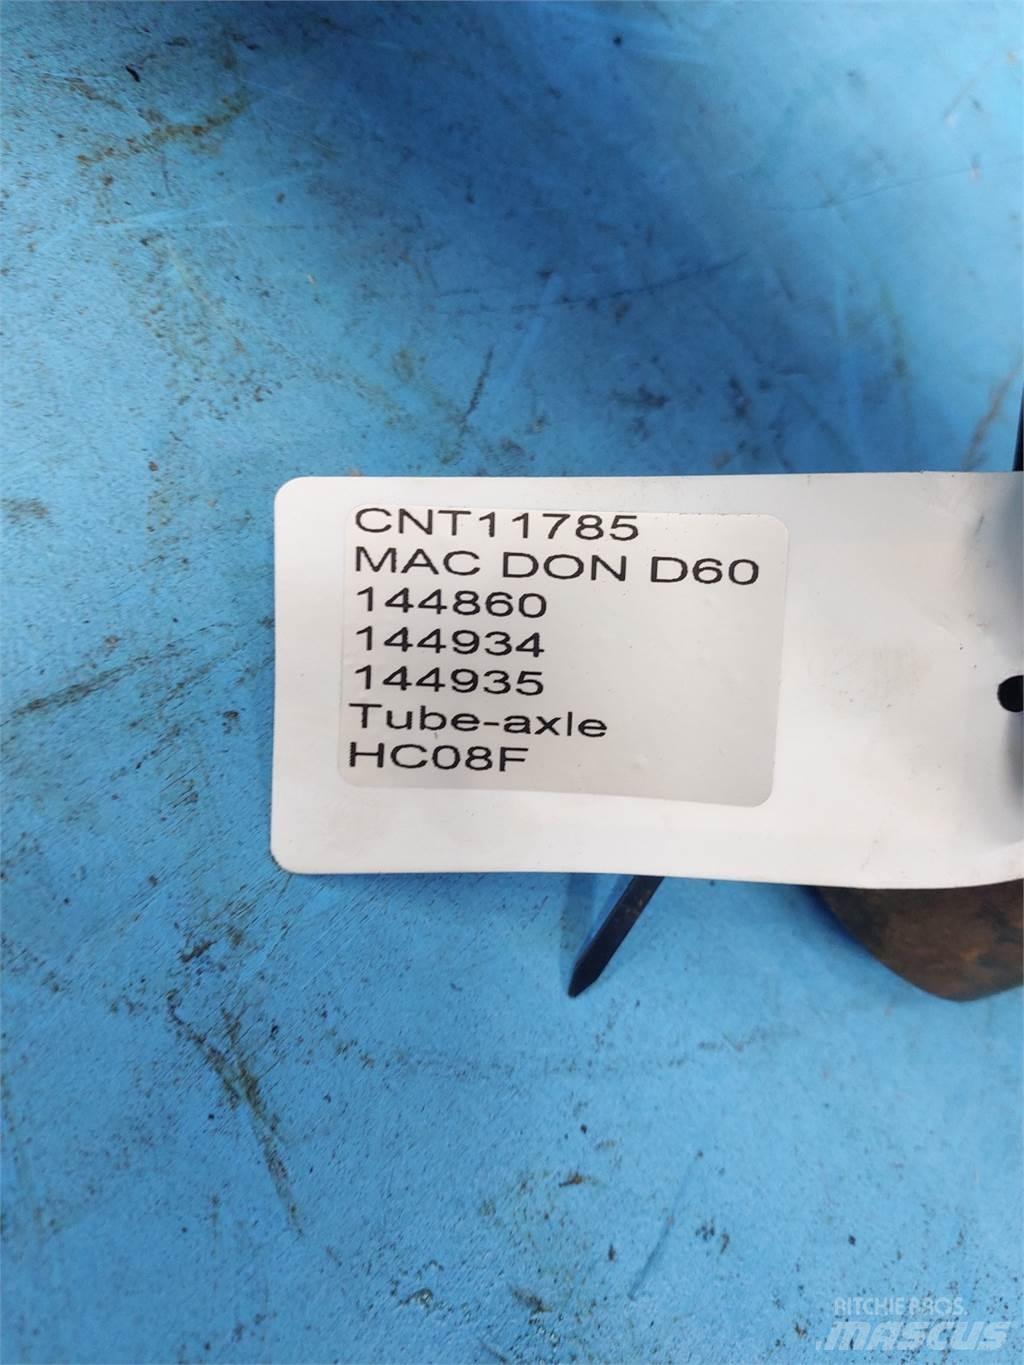 CNT11785
MAC DON D60
144860
144934
144935
Tube-axle
HC08F
RITCHIE BROS.
MASCUS